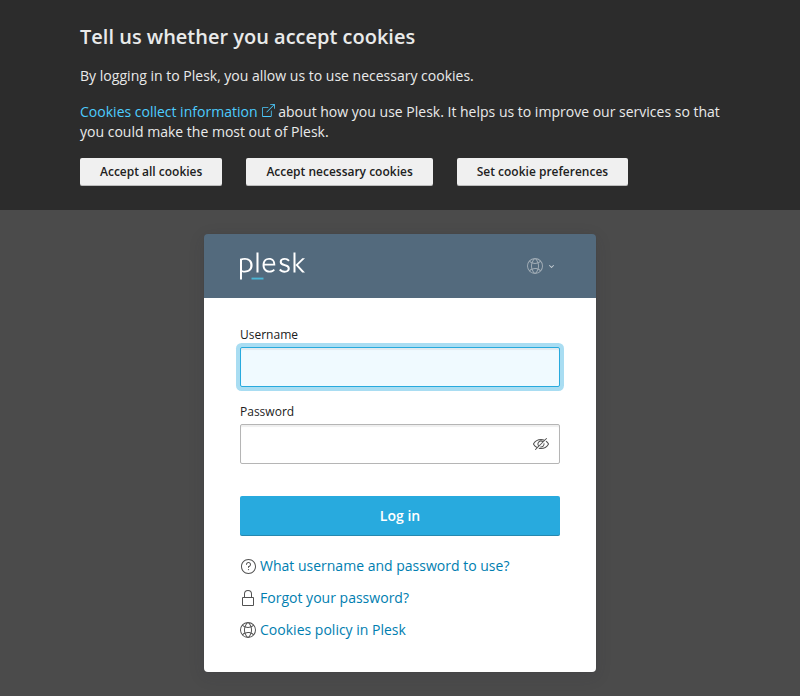 Tell us whether you accept cookies
By logging in to Plesk, you allow us to use necessary cookies.
Cookies collect information about how you use Plesk. It helps us to improve our services so that
you could make the most out of Plesk.
Accept all cookies
Accept necessary cookies
Set cookie preferences
plesk
Username
Password
Log in
What username and password to use?
Forgot your password?
Cookies policy in Plesk